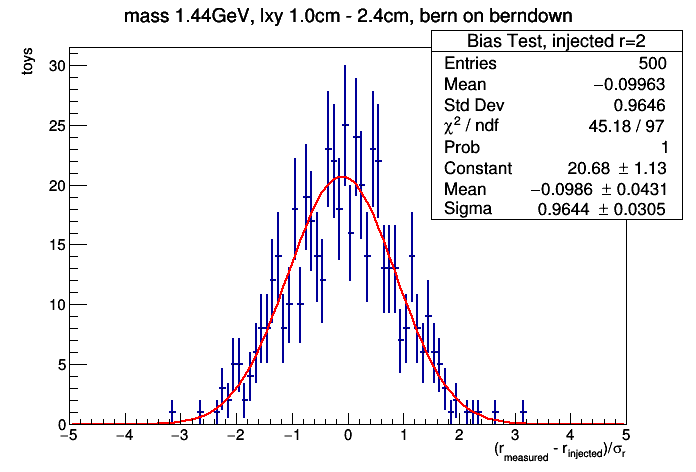 mass 1.44GeV, lxy 1.0cm - 2.4cm, bern on berndown
Bias Test, injected r=2
Entries 500
Mean −0.09963
Std Dev 0.9646
χ² / ndf 45.18 / 97
Prob 1
Constant 20.68 ± 1.13
Mean −0.0986 ± 0.0431
Sigma 0.9644 ± 0.0305
toys
30
25
20
15
10
5
0
−5 −4 −3 −2 −1 0 1 2 3 4 5
(r_measured - r_injected)/σ_r